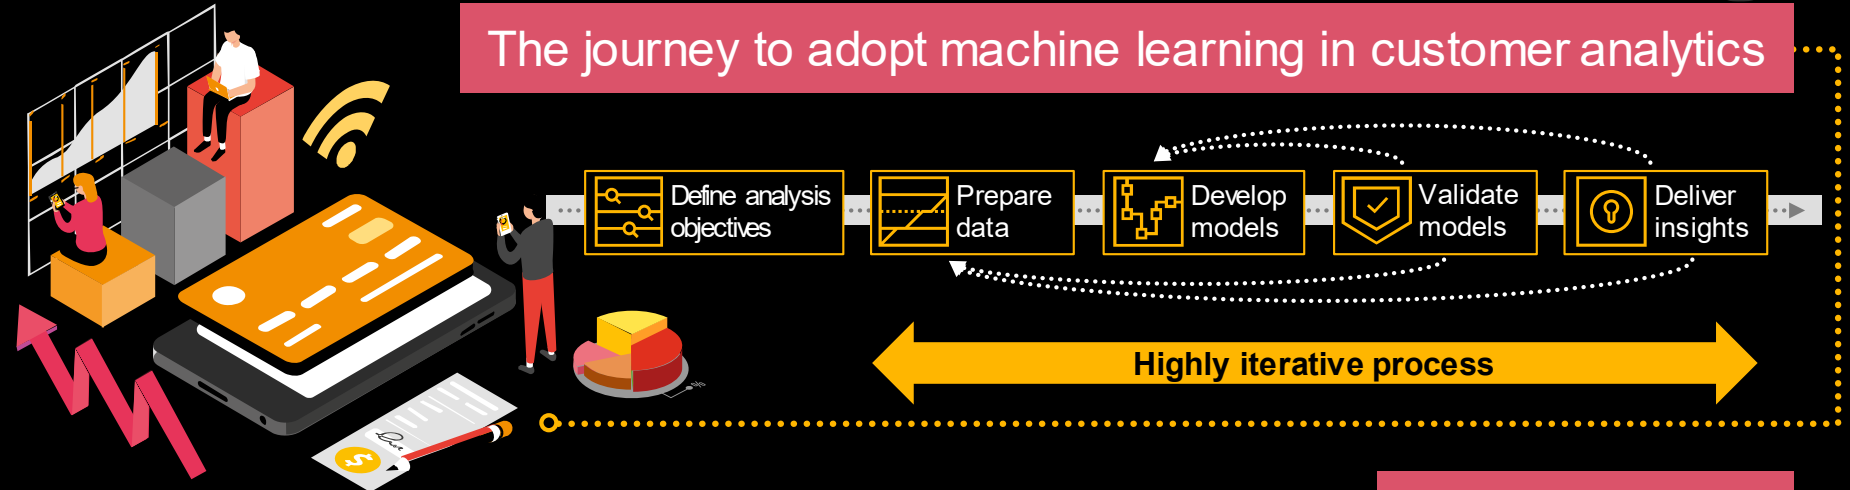 The journey to adopt machine learning in customer analytics
Define analysis
objectives
Prepare
data
Develop
models
Validate
models
Deliver
insights
Highly iterative process
$